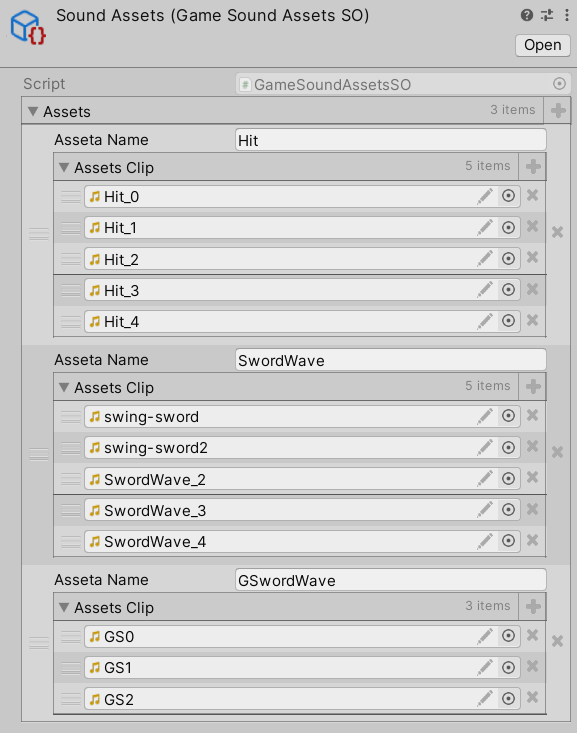 Sound Assets (Game Sound Assets SO)
Open
Script
GameSoundAssetsSO
Assets
3 items
Asseta Name
Hit
Assets Clip
5 items
Hit_0
Hit_1
Hit_2
Hit_3
Hit_4
Asseta Name
SwordWave
Assets Clip
5 items
swing-sword
swing-sword2
SwordWave_2
SwordWave_3
SwordWave_4
Asseta Name
GSwordWave
Assets Clip
3 items
GS0
GS1
GS2